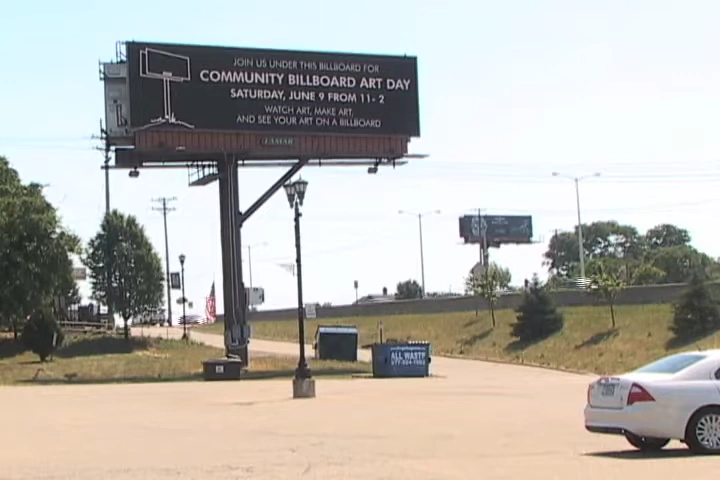 JOIN US UNDER THIS BILLBOARD FOR
COMMUNITY BILLBOARD ART DAY
SATURDAY, JUNE 9 FROM 11- 2
WATCH ART, MAKE ART,
AND SEE YOUR ART ON A BILLBOARD
ALL WASTE